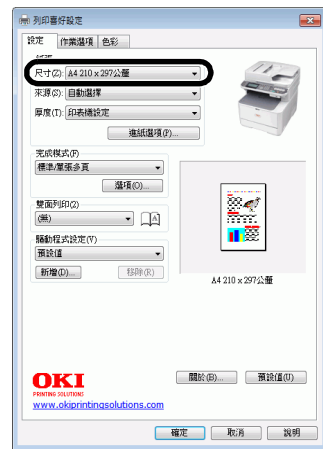 列印喜好設定
設定 作業選項 色彩
紙張
尺寸(Z): A4 210 x 297公釐
來源(S): 自動選擇
厚度(T): 印表機設定
進紙選項(P)...
完成模式(F)
標準/單張多頁
選項(O)...
雙面列印(2)
(無)
驅動程式設定(V)
預設值
新增(D)... 移除(R)
A4 210 x 297公釐
OKI
PRINTING SOLUTIONS
www.okiprintingsolutions.com
關於(B)... 預設值(U)
確定 取消 說明